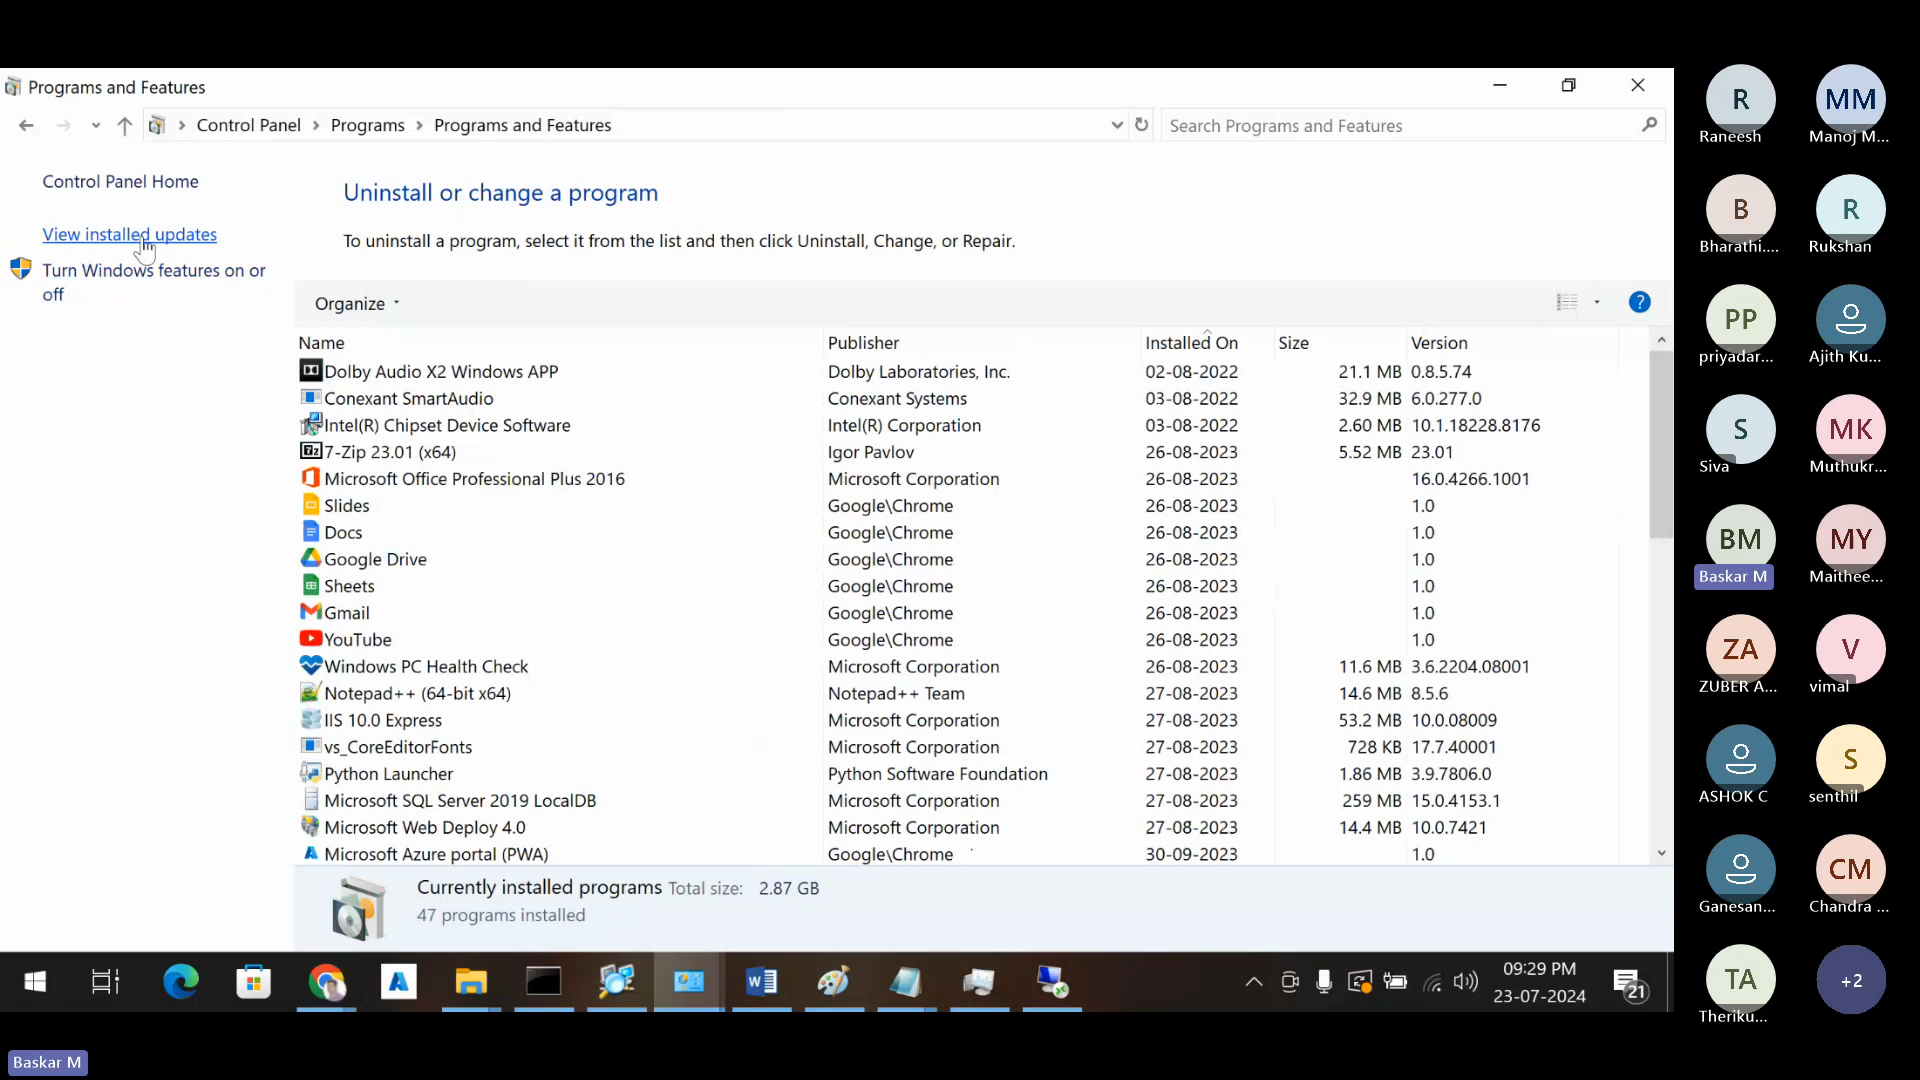 Programs and Features
Control Panel > Programs > Programs and Features
Search Programs and Features
Control Panel Home
View installed updates
Turn Windows features on or
off
Uninstall or change a program
To uninstall a program, select it from the list and then click Uninstall, Change, or Repair.
Organize
Name Publisher Installed On Size Version
Dolby Audio X2 Windows APP Dolby Laboratories, Inc. 02-08-2022 21.1 MB 0.8.5.74
Conexant SmartAudio Conexant Systems 03-08-2022 32.9 MB 6.0.277.0
Intel(R) Chipset Device Software Intel(R) Corporation 03-08-2022 2.60 MB 10.1.18228.8176
7-Zip 23.01 (x64) Igor Pavlov 26-08-2023 5.52 MB 23.01
Microsoft Office Professional Plus 2016 Microsoft Corporation 26-08-2023 16.0.4266.1001
Slides Google\Chrome 26-08-2023 1.0
Docs Google\Chrome 26-08-2023 1.0
Google Drive Google\Chrome 26-08-2023 1.0
Sheets Google\Chrome 26-08-2023 1.0
Gmail Google\Chrome 26-08-2023 1.0
YouTube Google\Chrome 26-08-2023 1.0
Windows PC Health Check Microsoft Corporation 26-08-2023 11.6 MB 3.6.2204.08001
Notepad++ (64-bit x64) Notepad++ Team 27-08-2023 14.6 MB 8.5.6
IIS 10.0 Express Microsoft Corporation 27-08-2023 53.2 MB 10.0.08009
vs_CoreEditorFonts Microsoft Corporation 27-08-2023 728 KB 17.7.40001
Python Launcher Python Software Foundation 27-08-2023 1.86 MB 3.9.7806.0
Microsoft SQL Server 2019 LocalDB Microsoft Corporation 27-08-2023 259 MB 15.0.4153.1
Microsoft Web Deploy 4.0 Microsoft Corporation 27-08-2023 14.4 MB 10.0.7421
Microsoft Azure portal (PWA) Google\Chrome 30-09-2023 1.0
Currently installed programs Total size: 2.87 GB
47 programs installed
09:29 PM
23-07-2024
21
R MM
Raneesh Manoj M...
B R
Bharathi.... Rukshan
PP
priyadar... Ajith Ku...
S MK
Siva Muthukr...
BM MY
Baskar M Maithee...
ZA V
ZUBER A... vimal
S
ASHOK C senthil
CM
Ganesan... Chandra ...
TA +2
Theriku...
Baskar M